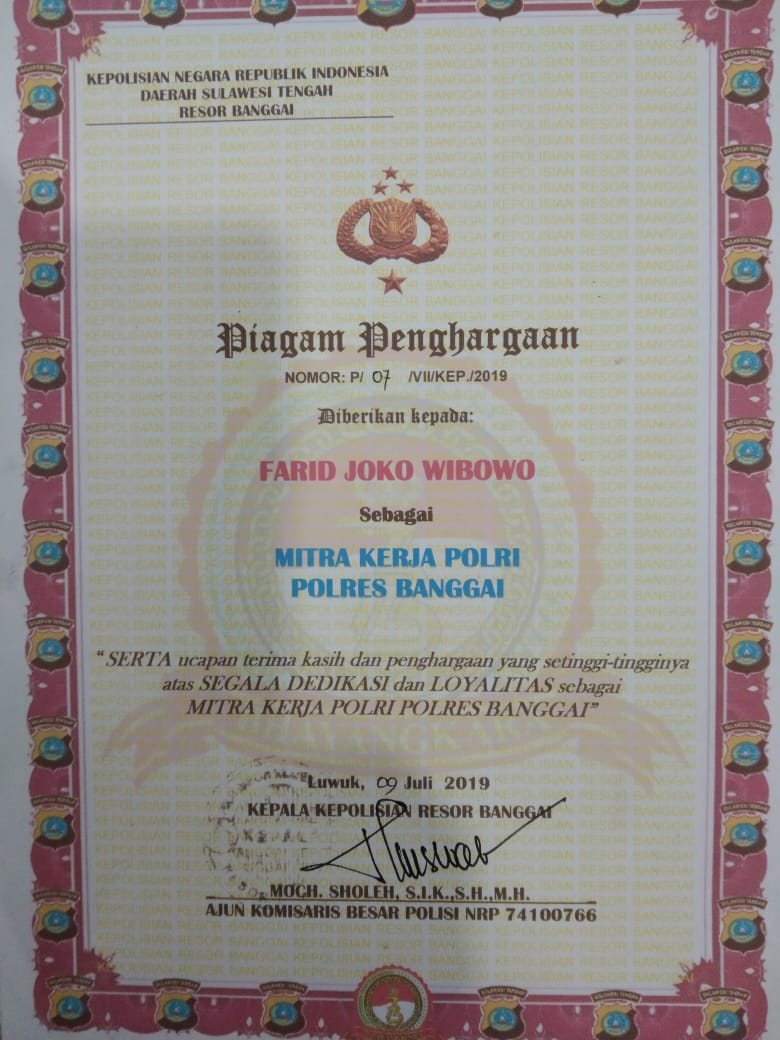 KEPOLISIAN NEGARA REPUBLIK INDONESIA
DAERAH SULAWESI TENGAH
RESOR BANGGAI
Piagam Penghargaan
NOMOR: P/ 07 /VII/KEP./2019
Diberikan kepada:
FARID JOKO WIBOWO
Sebagai
MITRA KERJA POLRI
POLRES BANGGAI
“SERTA ucapan terima kasih dan penghargaan yang setinggi-tingginya
atas SEGALA DEDIKASI dan LOYALITAS sebagai
MITRA KERJA POLRI POLRES BANGGAI”
Luwuk, 09 Juli 2019
KEPALA KEPOLISIAN RESOR BANGGAI
MOCH. SHOLEH, S.I.K.,S.H.,M.H.
AJUN KOMISARIS BESAR POLISI NRP 74100766